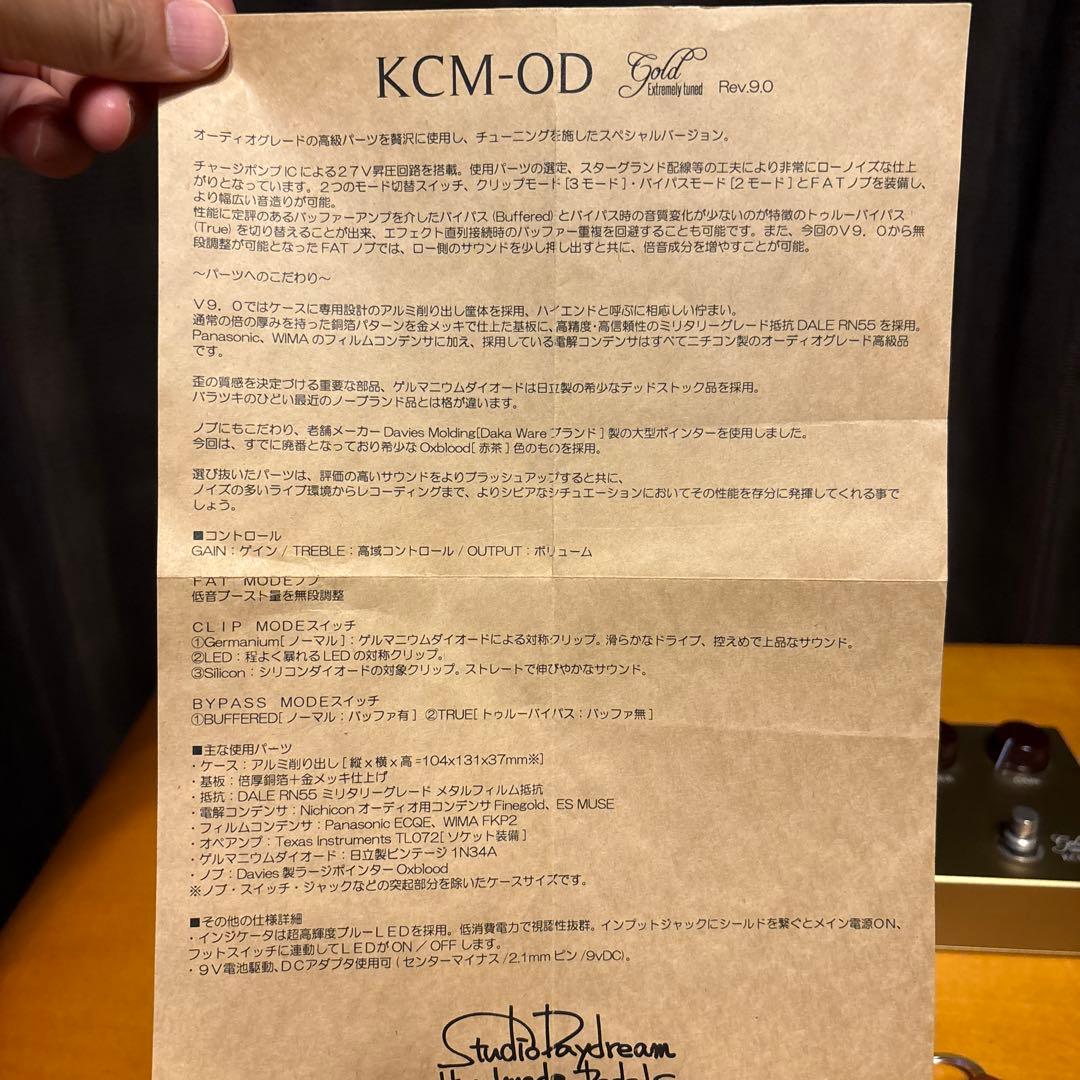 KCM-OD Gold Extremely tuned Rev.9.0
オーディオグレードの高級パーツを贅沢に使用し、チューニングを施したスペシャルバージョン。
チャージポンプICによる27V昇圧回路を搭載。使用パーツの選定、スターグランド配線等の工夫により非常にローノイズな仕上
がりとなっています。2つのモード切替スイッチ、クリップモード[3モード]・バイパスモード[2モード]とFATノブを装備し、
より幅広い音造りが可能。
性能に定評のあるバッファーアンプを介したバイパス(Buffered)とバイパス時の音質変化が少ないのが特徴のトゥルーバイパス
(True)を切り替えることが出来、エフェクト直列接続時のバッファー重複を回避することも可能です。また、今回のV9.0から無
段調整が可能となったFATノブでは、ロー側のサウンドを少し押し出すと共に、倍音成分を増やすことが可能。
～パーツへのこだわり～
V9.0ではケースに専用設計のアルミ削り出し筐体を採用、ハイエンドと呼ぶに相応しい佇まい。
通常の倍の厚みを持った銅箔パターンを金メッキで仕上た基板に、高精度・高信頼性のミリタリーグレード抵抗DALE RN55を採用。
Panasonic、WIMAのフィルムコンデンサに加え、採用している電解コンデンサはすべてニチコン製のオーディオグレード高級品
です。
歪の質感を決定づける重要な部品、ゲルマニウムダイオードは日立製の希少なデッドストック品を採用。
バラツキのひどい最近のノーブランド品とは格が違います。
ノブにもこだわり、老舗メーカーDavies Molding[Daka Wareブランド]製の大型ポインターを使用しました。
今回は、すでに廃番となっており希少なOxblood[赤茶]色のものを採用。
選び抜いたパーツは、評価の高いサウンドをよりブラッシュアップすると共に、
ノイズの多いライブ環境からレコーディングまで、よりシビアなシチュエーションにおいてその性能を存分に発揮してくれる事で
しょう。
■コントロール
GAIN：ゲイン / TREBLE：高域コントロール / OUTPUT：ボリューム
FAT MODEノブ
低音ブースト量を無段調整
CLIP MODEスイッチ
①Germanium[ノーマル]：ゲルマニウムダイオードによる対称クリップ。滑らかなドライブ、控えめで上品なサウンド。
②LED：程よく暴れるLEDの対称クリップ。
③Silicon：シリコンダイオードの対象クリップ。ストレートで伸びやかなサウンド。
BYPASS MODEスイッチ
①BUFFERED[ノーマル：バッファ有] ②TRUE[トゥルーバイパス：バッファ無]
■主な使用パーツ
・ケース：アルミ削り出し[縦x横x高=104x131x37mm※]
・基板：倍厚銅箔＋金メッキ仕上げ
・抵抗：DALE RN55 ミリタリーグレード メタルフィルム抵抗
・電解コンデンサ：Nichicon オーディオ用コンデンサFinegold、ES MUSE
・フィルムコンデンサ：Panasonic ECQE、WIMA FKP2
・オペアンプ：Texas Instruments TL072[ソケット装備]
・ゲルマニウムダイオード：日立製ビンテージ1N34A
・ノブ：Davies製ラージポインターOxblood
※ノブ・スイッチ・ジャックなどの突起部分を除いたケースサイズです。
■その他の仕様詳細
・インジケータは超高輝度ブルーLEDを採用。低消費電力で視認性抜群。インプットジャックにシールドを繋ぐとメイン電源ON、
フットスイッチに連動してLEDがON／OFFします。
・9V電池駆動、DCアダプタ使用可(センターマイナス/2.1mmピン/9vDC)。
StudioDaydream